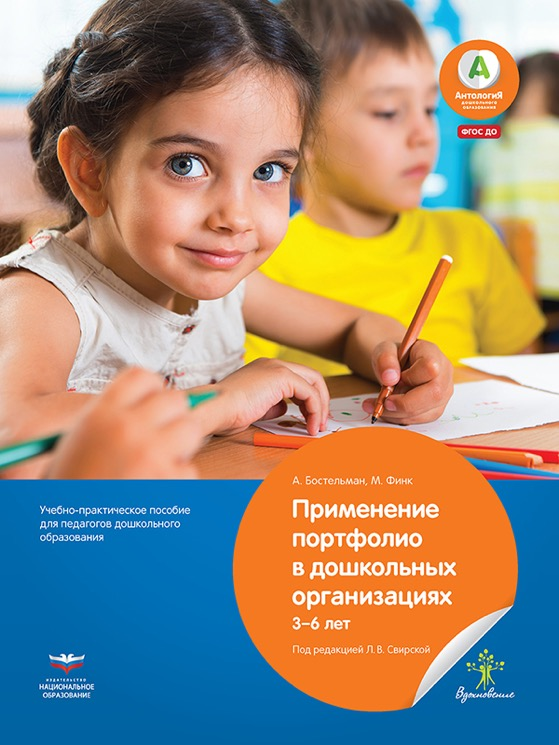 А
АнтологиЯ
ДОШКОЛЬНОГО
ОБРАЗОВАНИЯ
ФГОС ДО
А. Бостельман, М. Финк
Применение
портфолио
в дошкольных
организациях
3–6 лет
Под редакцией Л. В. Свирской
Учебно-практическое пособие
для педагогов дошкольного
образования
ИЗДАТЕЛЬСТВО
НАЦИОНАЛЬНОЕ
ОБРАЗОВАНИЕ
Вдохновение